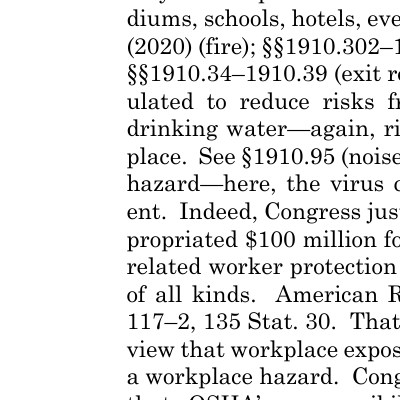 diums, schools, hotels, eve
(2020) (fire); §§1910.302–1
§§1910.34–1910.39 (exit r
ulated to reduce risks f
drinking water—again, ri
place. See §1910.95 (noise
hazard—here, the virus
ent. Indeed, Congress jus
propriated $100 million fo
related worker protection
of all kinds. American R
117–2, 135 Stat. 30. That
view that workplace expos
a workplace hazard. Cong